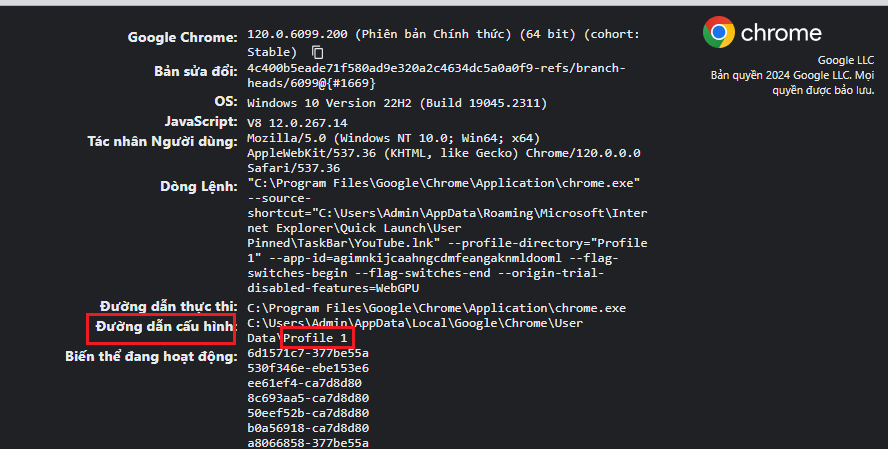 chrome
Google LLC
Bản quyền 2024 Google LLC. Mọi
quyền được bảo lưu.
Google Chrome: 120.0.6099.200 (Phiên bản Chính thức) (64 bit) (cohort:
Stable)
Bản sửa đổi: 4c400b5eade71f580ad9e320a2c4634dc5a0a0f9-refs/branch-
heads/6099@{#1669}
OS: Windows 10 Version 22H2 (Build 19045.2311)
JavaScript: V8 12.0.267.14
Tác nhân Người dùng: Mozilla/5.0 (Windows NT 10.0; Win64; x64)
AppleWebKit/537.36 (KHTML, like Gecko) Chrome/120.0.0.0
Safari/537.36
Dòng Lệnh: "C:\Program Files\Google\Chrome\Application\chrome.exe"
--source-
shortcut="C:\Users\Admin\AppData\Roaming\Microsoft\Inter
net Explorer\Quick Launch\User
Pinned\TaskBar\YouTube.lnk" --profile-directory="Profile
1" --app-id=agimnkijcaahngcdmfeangaknmldooml --flag-
switches-begin --flag-switches-end --origin-trial-
disabled-features=WebGPU
Đường dẫn thực thi: C:\Program Files\Google\Chrome\Application\chrome.exe
Đường dẫn cấu hình: C:\Users\Admin\AppData\Local\Google\Chrome\User
Data\Profile 1
Biến thể đang hoạt động: 6d1571c7-377be55a
530f346e-ebe153e6
ee61ef4-ca7d8d80
8c693aa5-ca7d8d80
50eef52b-ca7d8d80
b0a56918-ca7d8d80
a8066858-377be55a